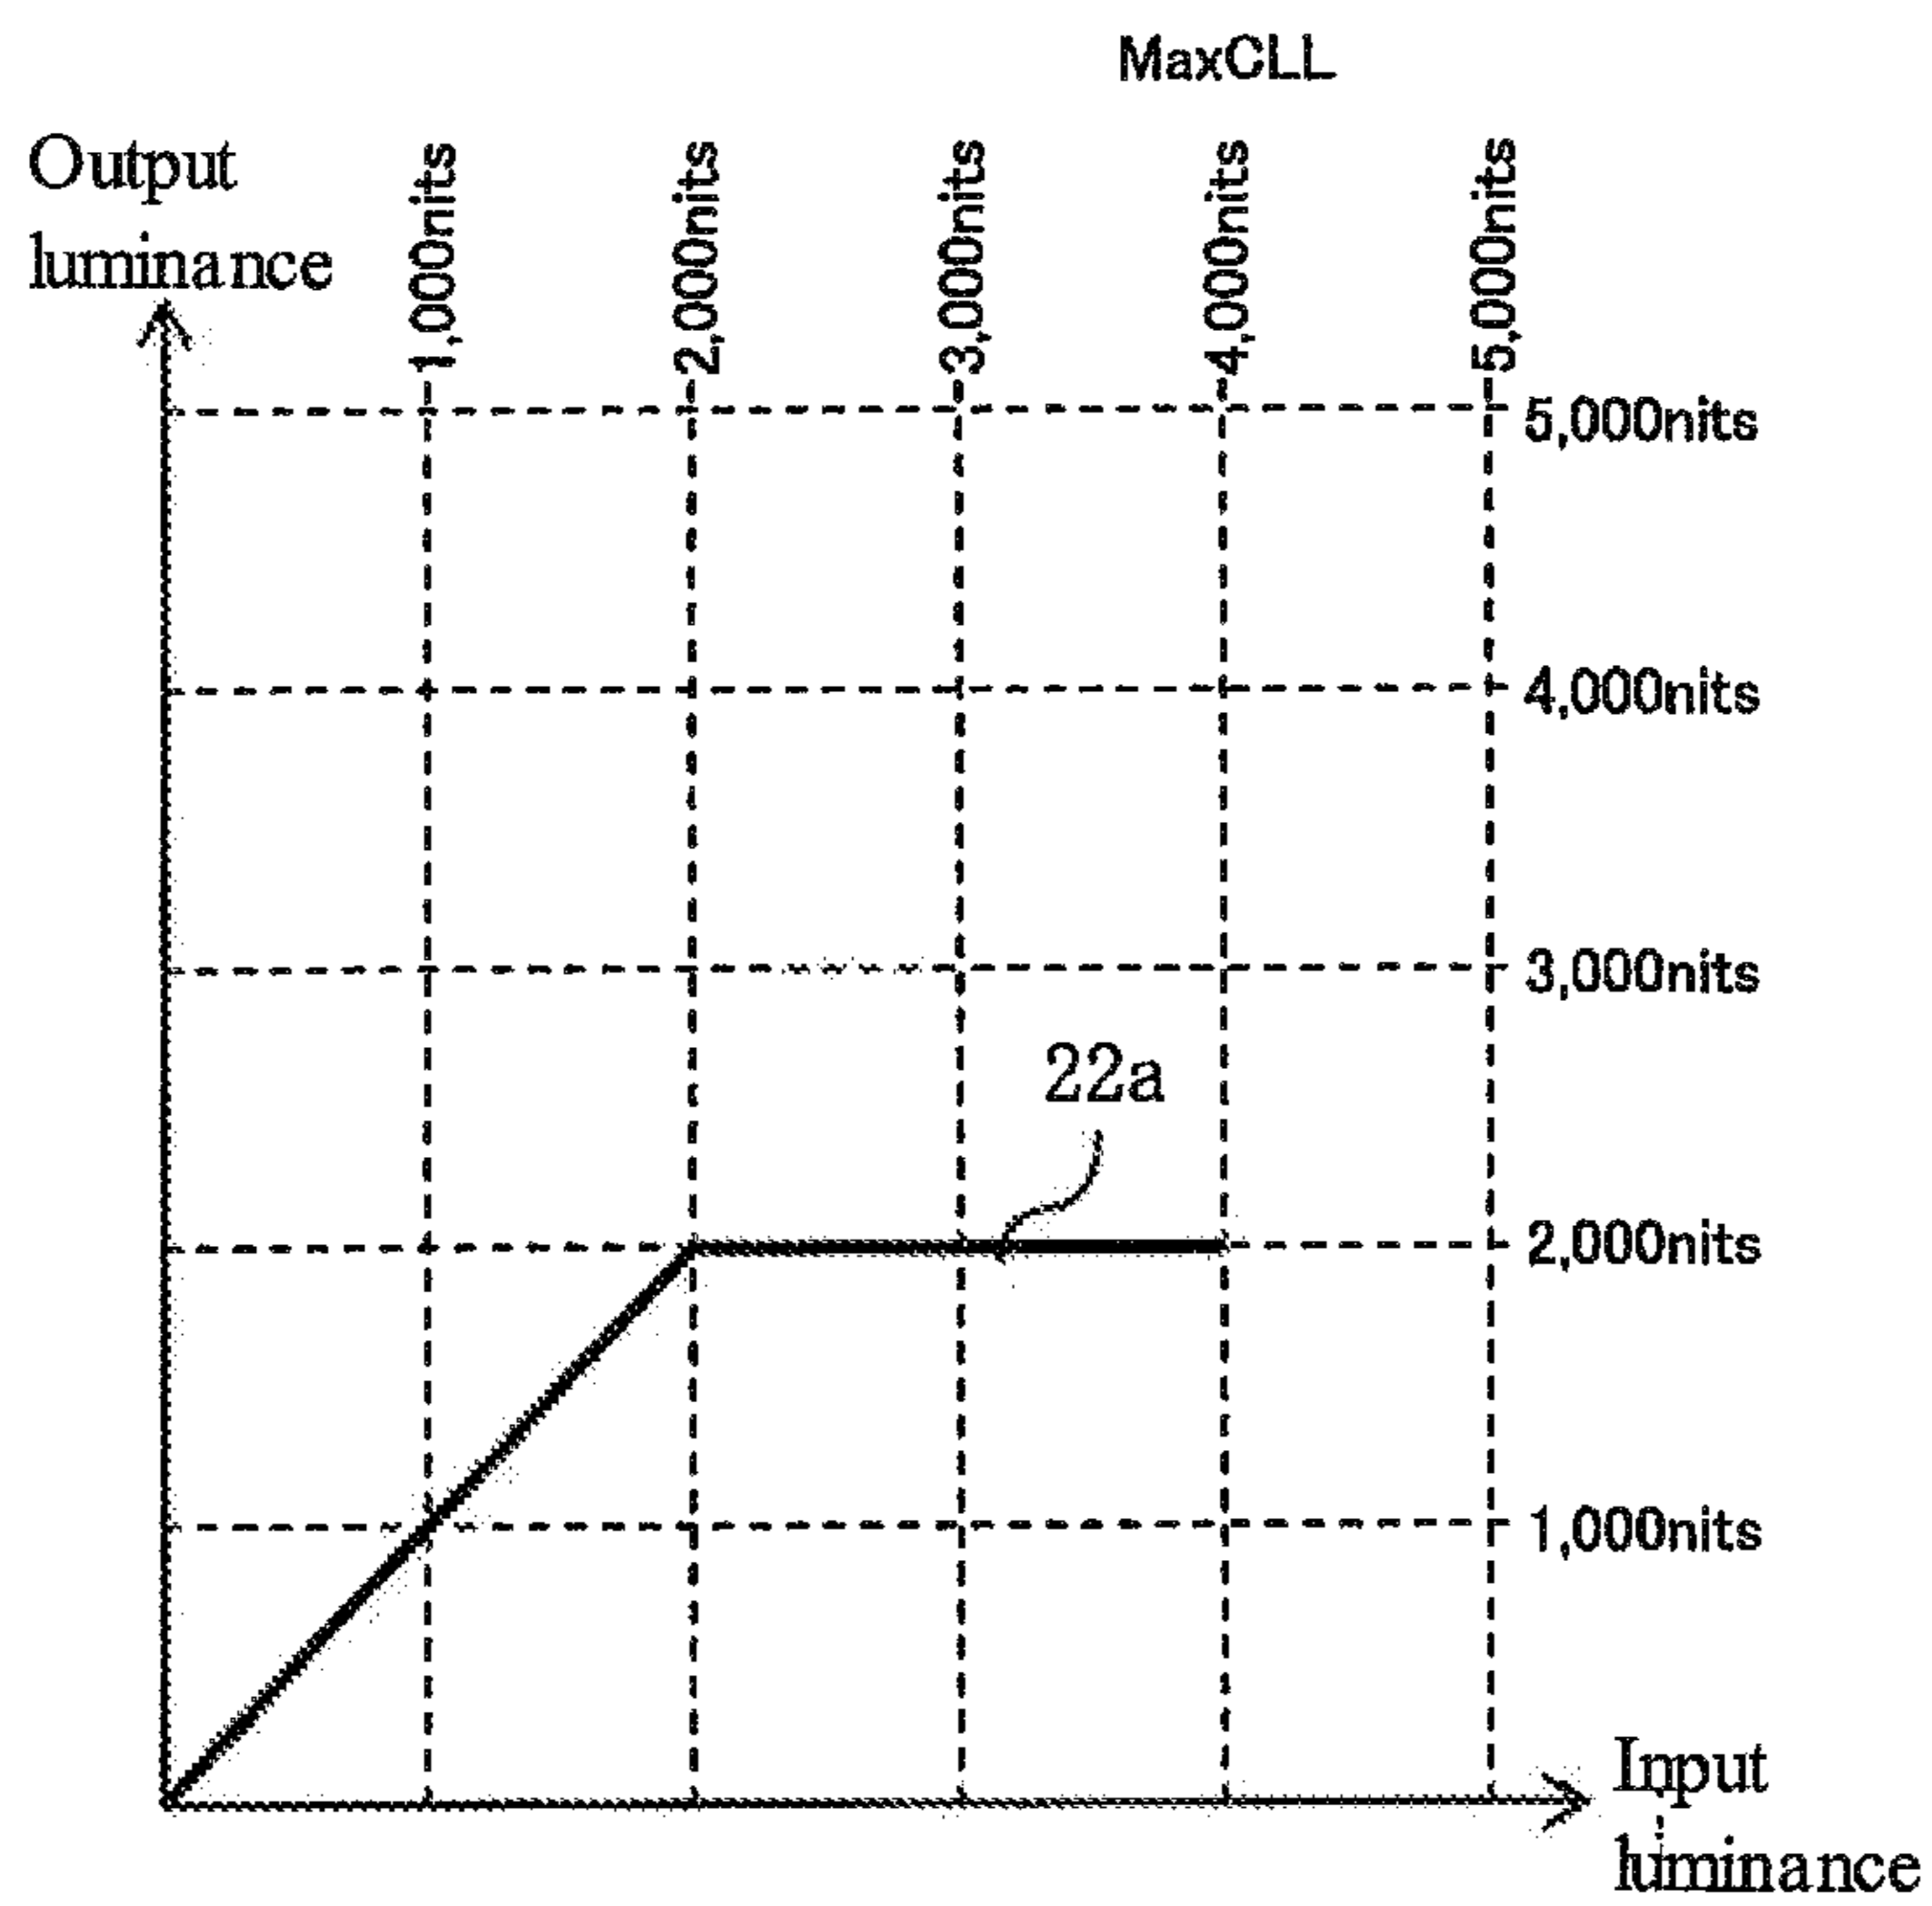 MaxCLL
Output
luminance
1,000nits
2,000nits
3,000nits
4,000nits
5,000nits
5,000nits
4,000nits
3,000nits
22a
2,000nits
1,000nits
Input
luminance